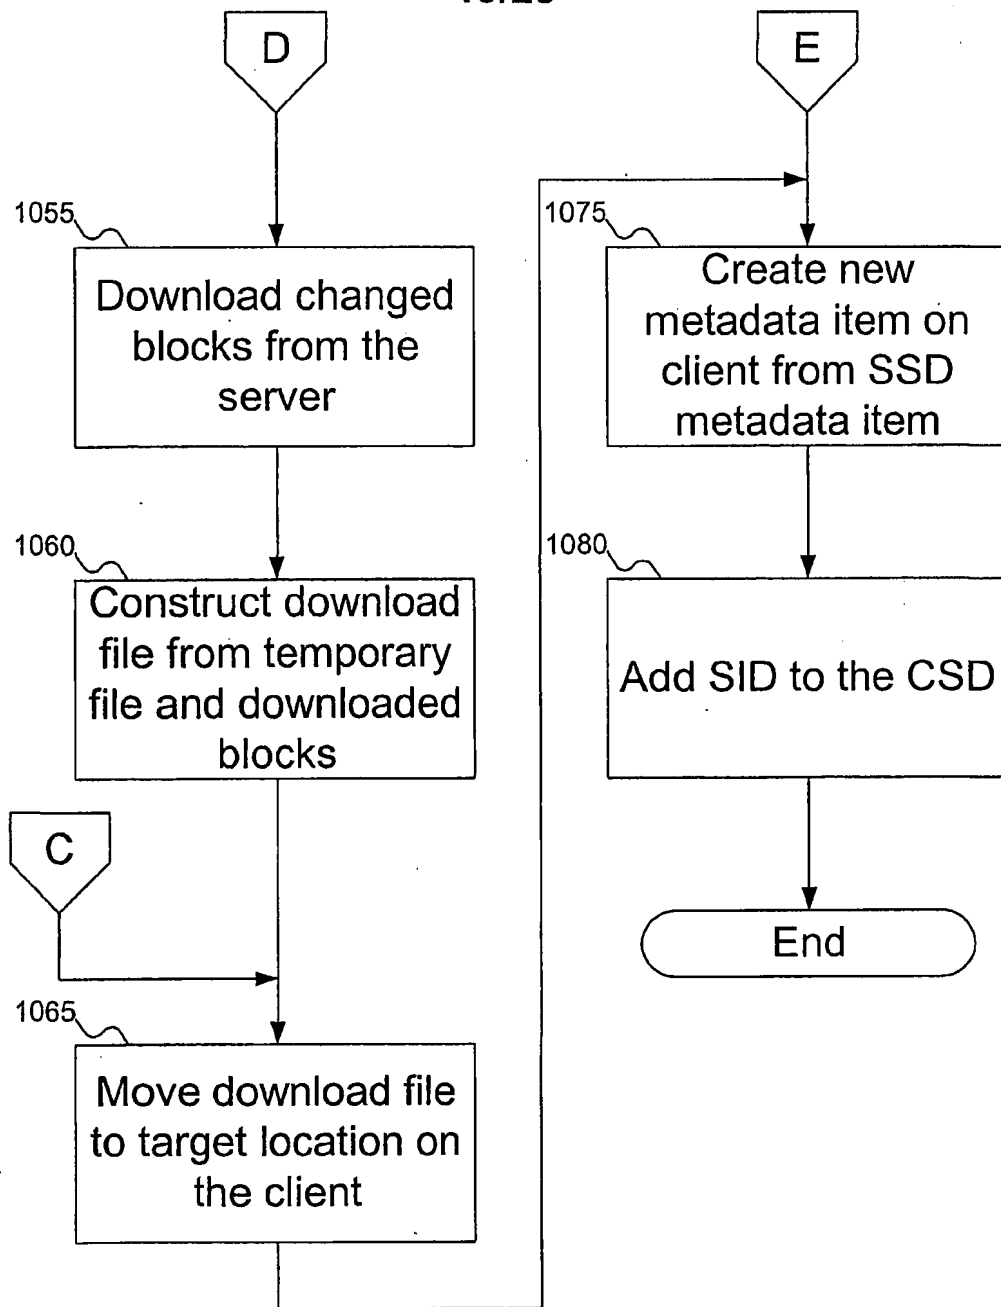 D
1055
Download changed
blocks from the
server
1060
Construct download
file from temporary
file and downloaded
blocks
C
1065
Move download file
to target location on
the client
E
1075
Create new
metadata item on
client from SSD
metadata item
1080
Add SID to the CSD
End